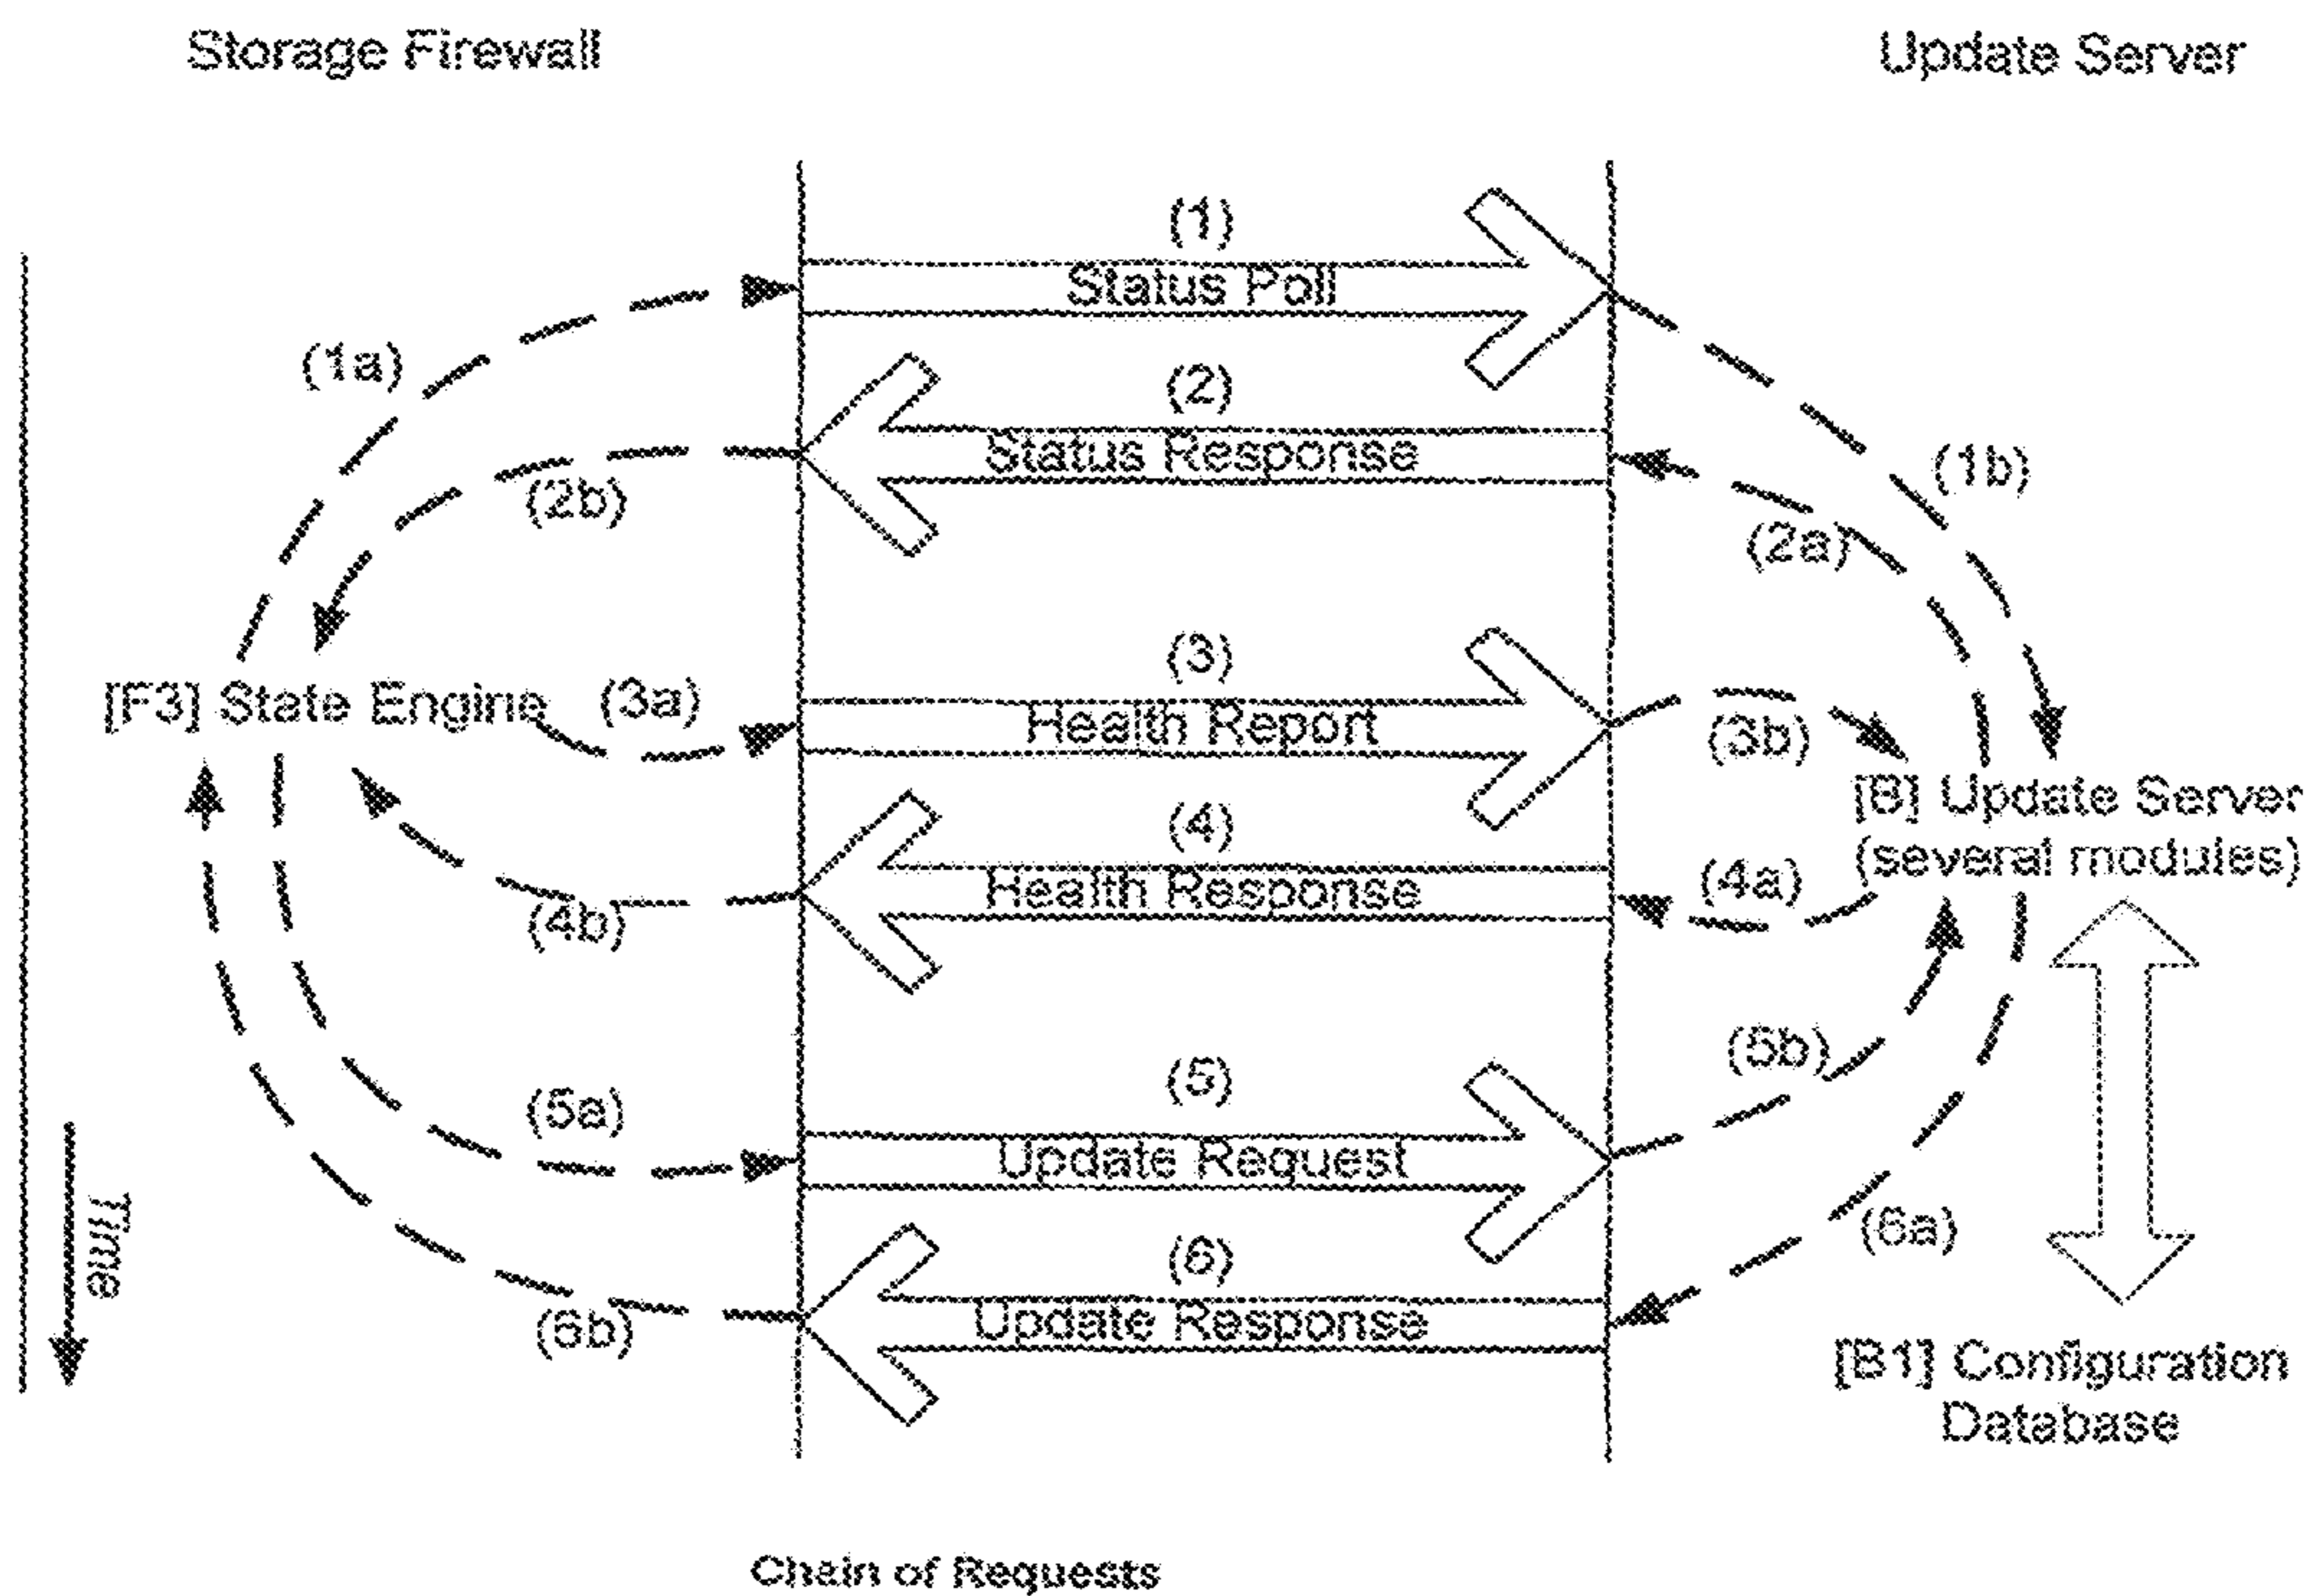 Storage Firewall
Update Server
(1)
Status Poll
(1a)
(2)
Status Response
(2b)
(1b)
(2a)
(3)
[F3] State Engine
(3a)
Health Report
(3b)
[B] Update Server
(several modules)
(4)
Health Response
(4a)
(4b)
(5)
(5a)
(5b)
Update Request
Time
(6)
(6a)
Update Response
(6b)
[B1] Configuration
Database
Chain of Requests